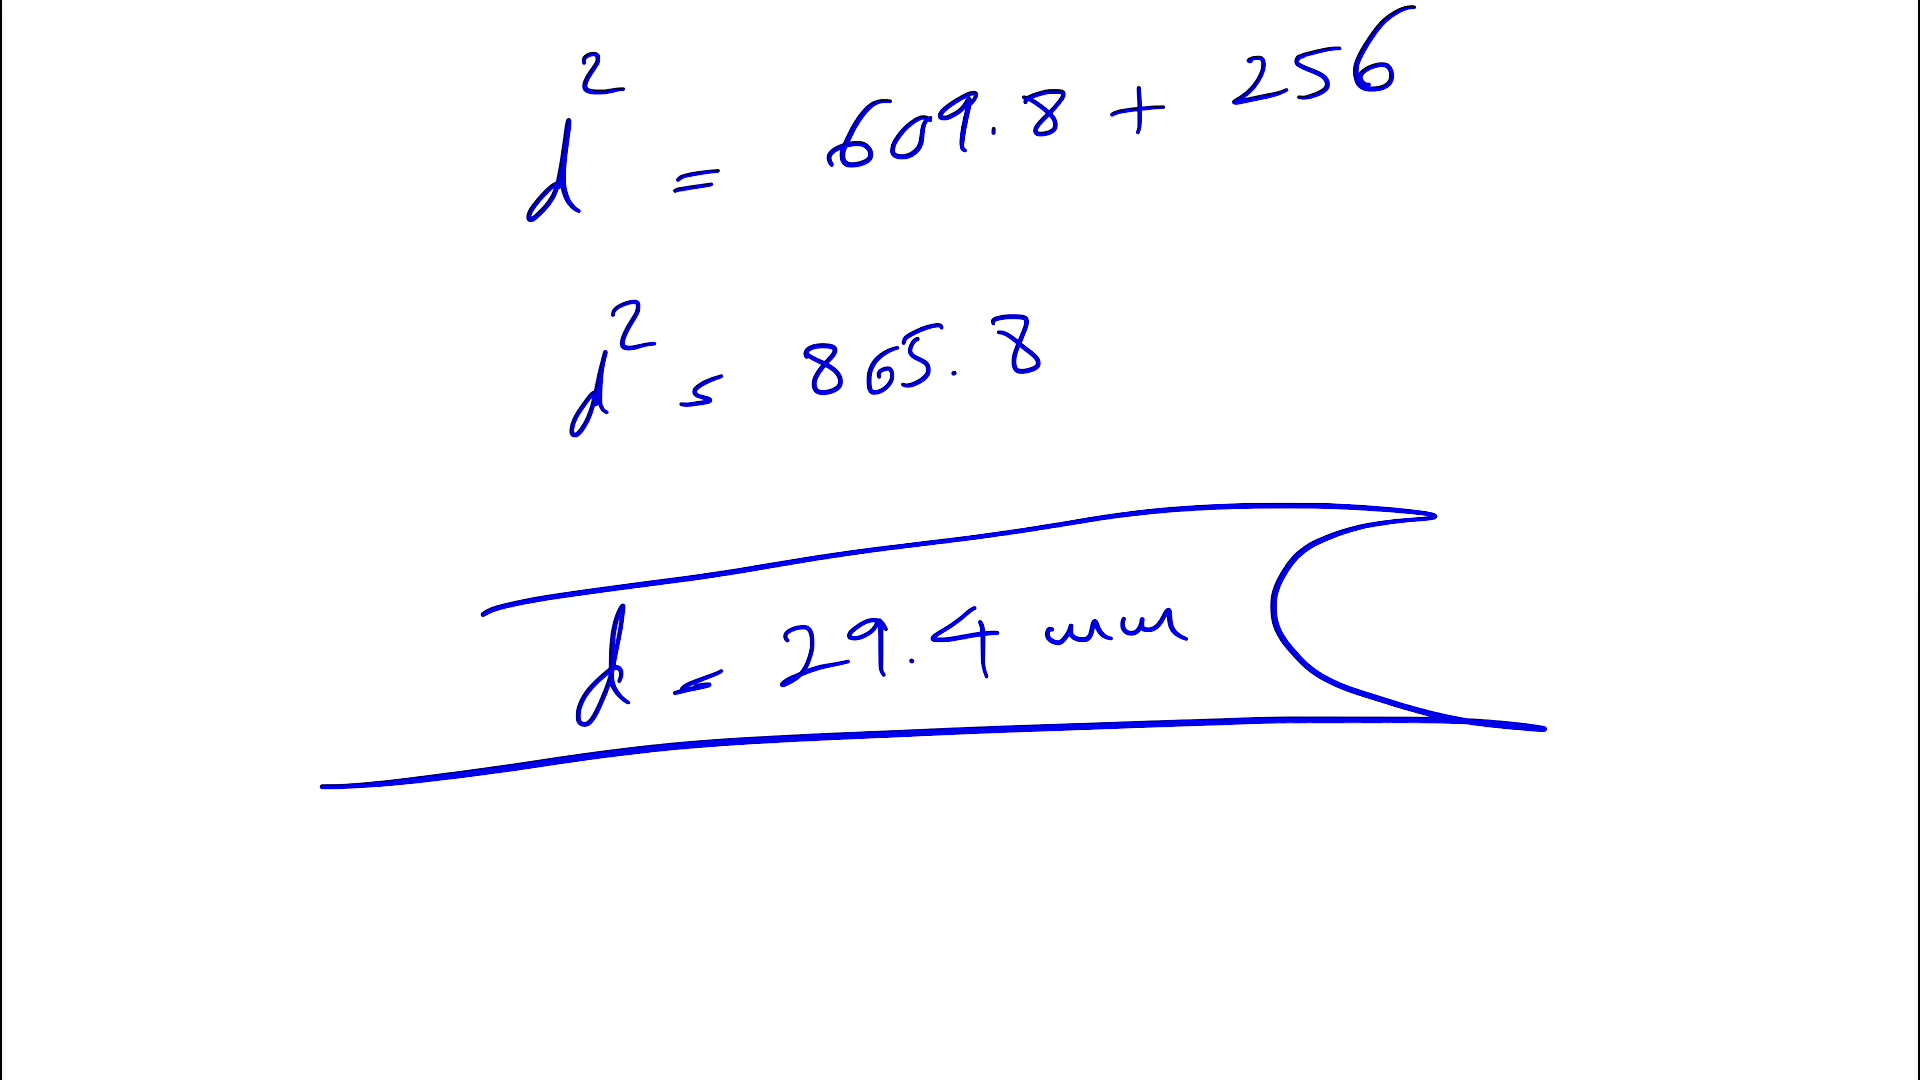 d² = 609.8 + 256
d² = 865.8
d = 29.4 mm